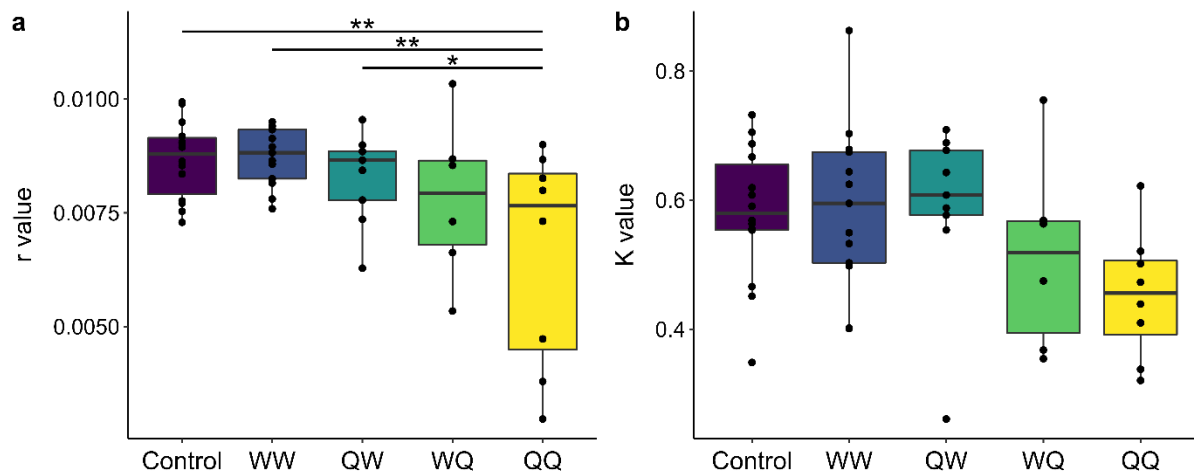 a
**
**
*
r value
0.0100
0.0075
0.0050
Control WW QW WQ QQ
b
K value
0.8
0.6
0.4
Control WW QW WQ QQ